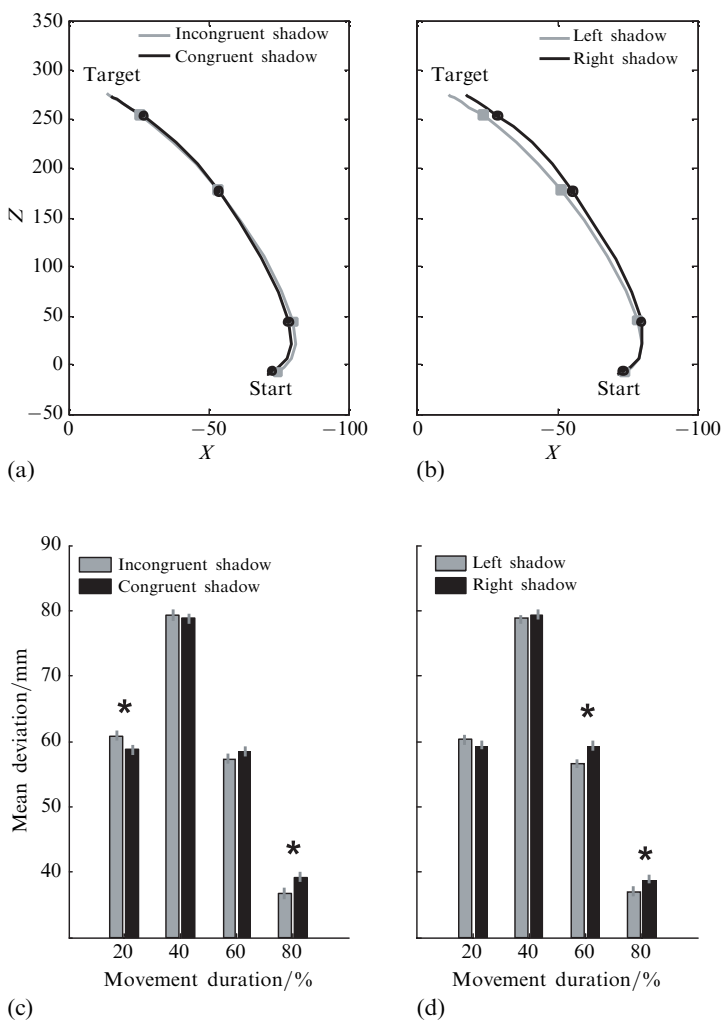 350
300
250
200
150
100
50
0
−50
Z
Incongruent shadow
Congruent shadow
Target
Start
0
−50
−100
X
(a)
Left shadow
Right shadow
Target
Start
0
−50
−100
X
(b)
90
80
70
60
50
40
Mean deviation/mm
Incongruent shadow
Congruent shadow
*
*
20 40 60 80
Movement duration/%
(c)
Left shadow
Right shadow
*
*
20 40 60 80
Movement duration/%
(d)